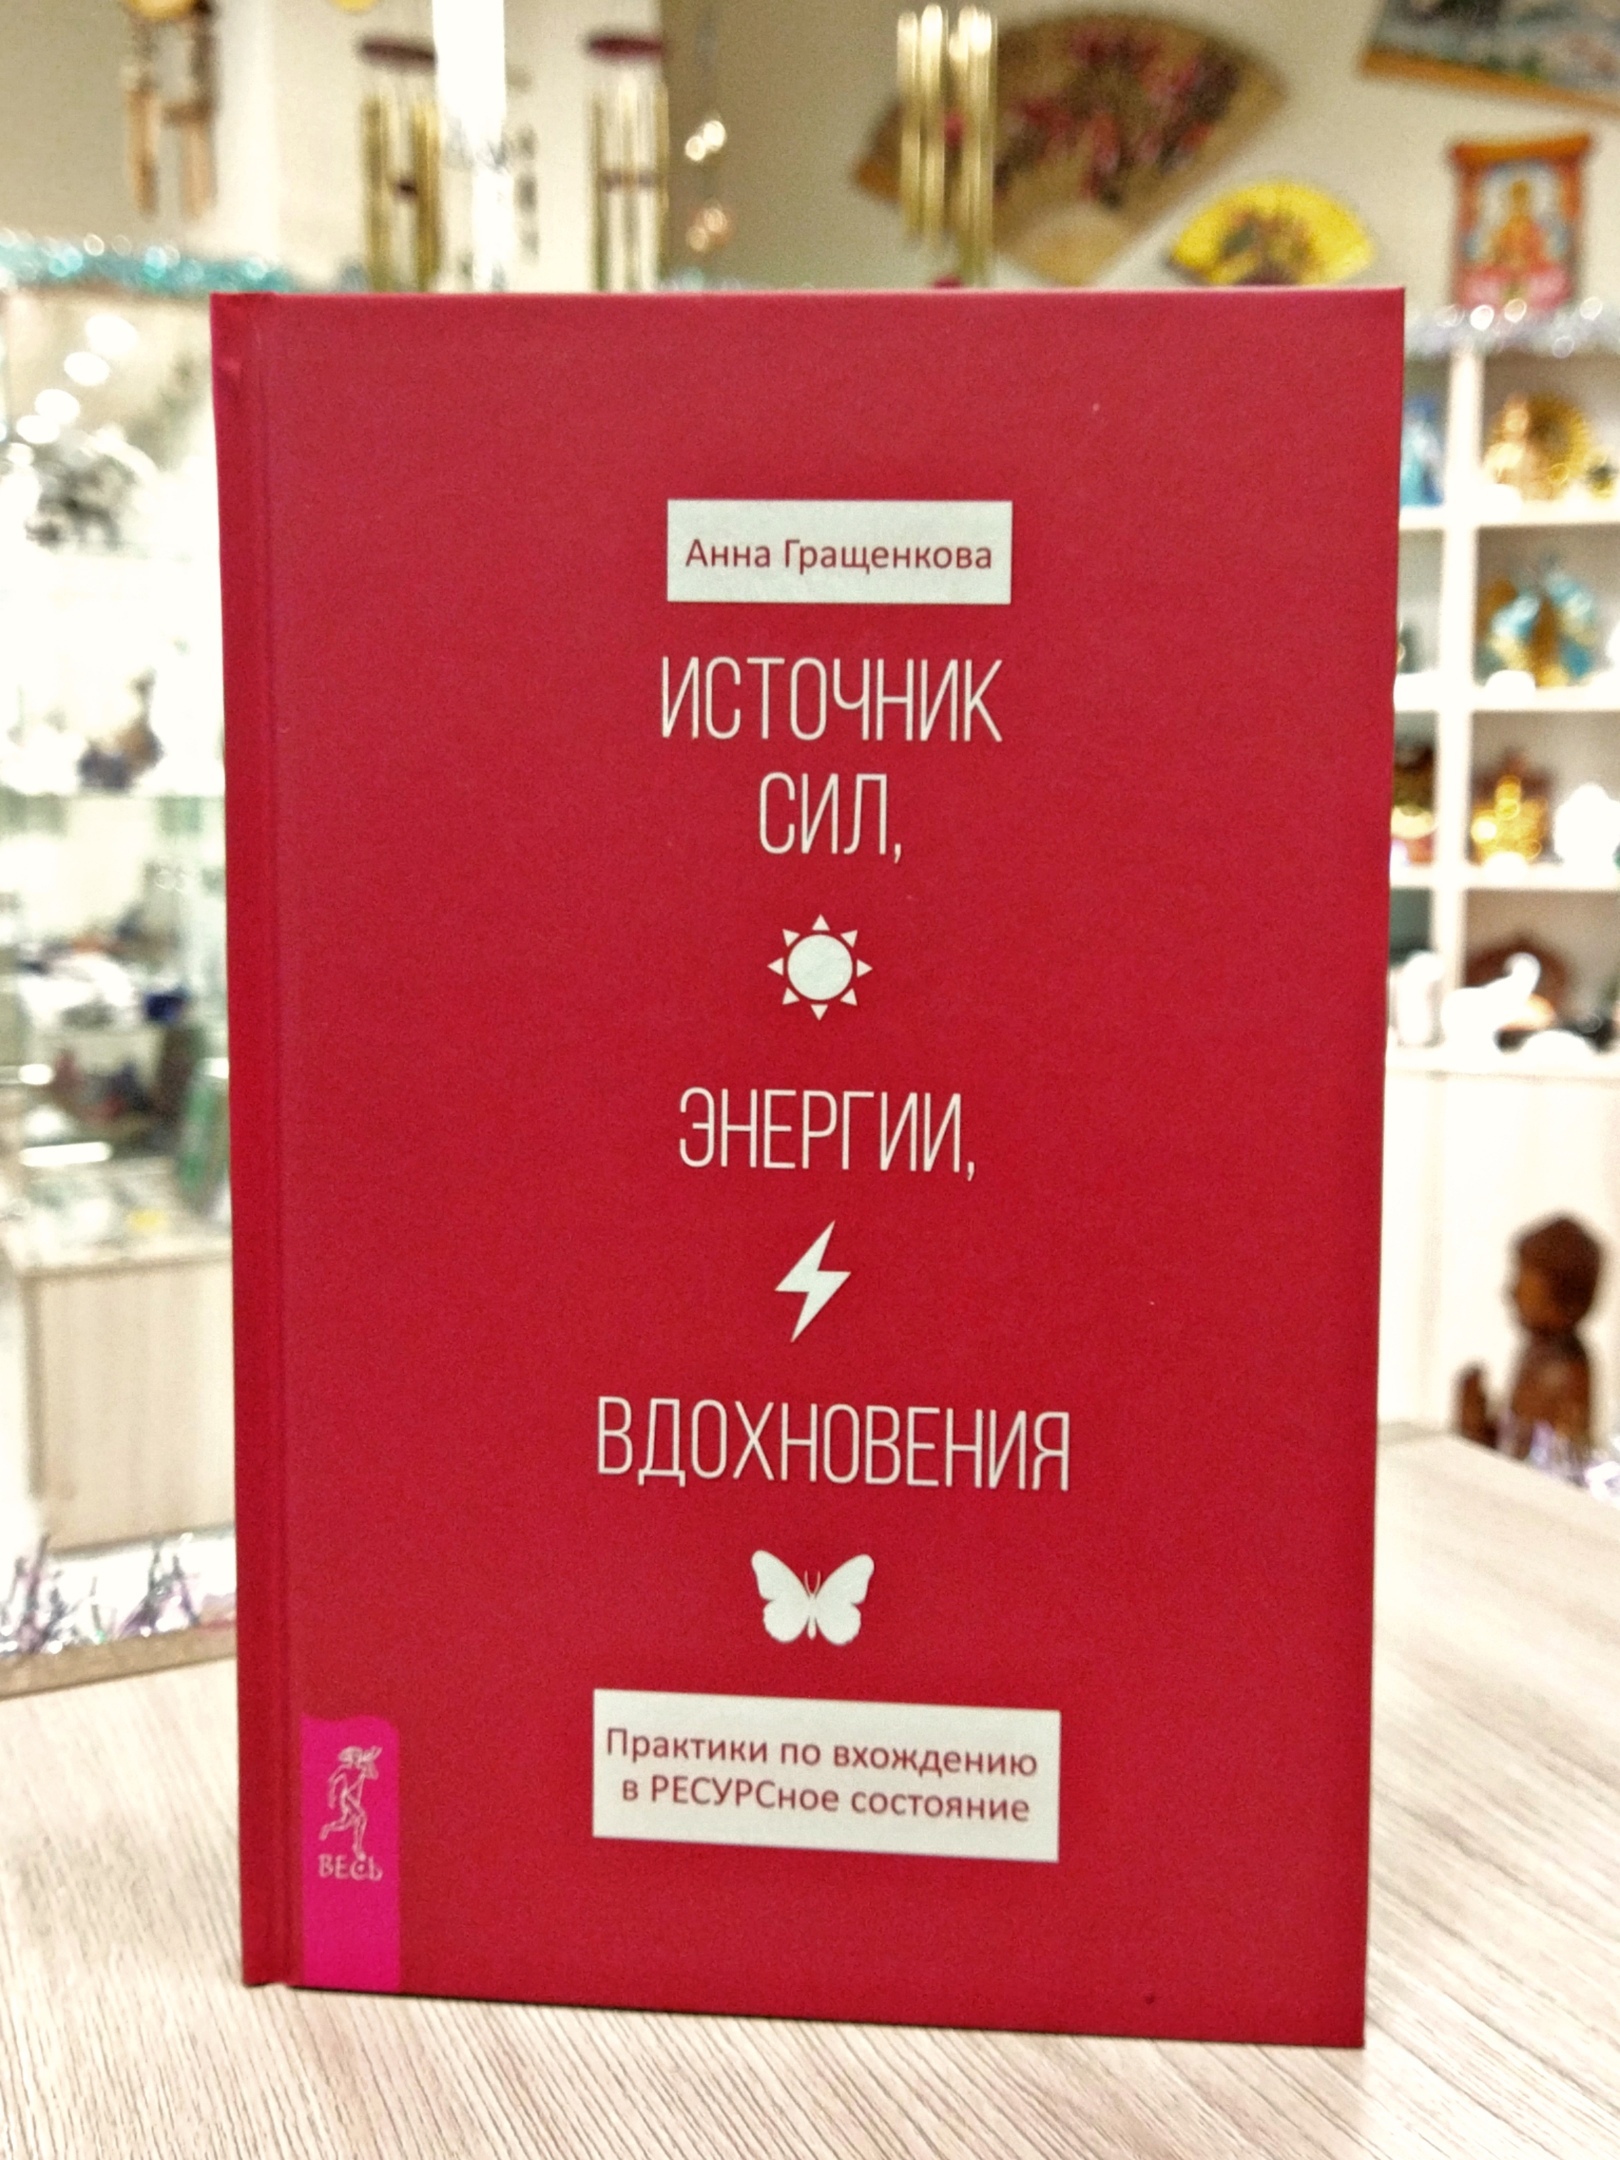 Анна Гращенкова
ИСТОЧНИК
СИЛ,
ЭНЕРГИИ,
ВДОХНОВЕНИЯ
Практики по вхождению
в РЕСУРСное состояние
ВЕСЬ